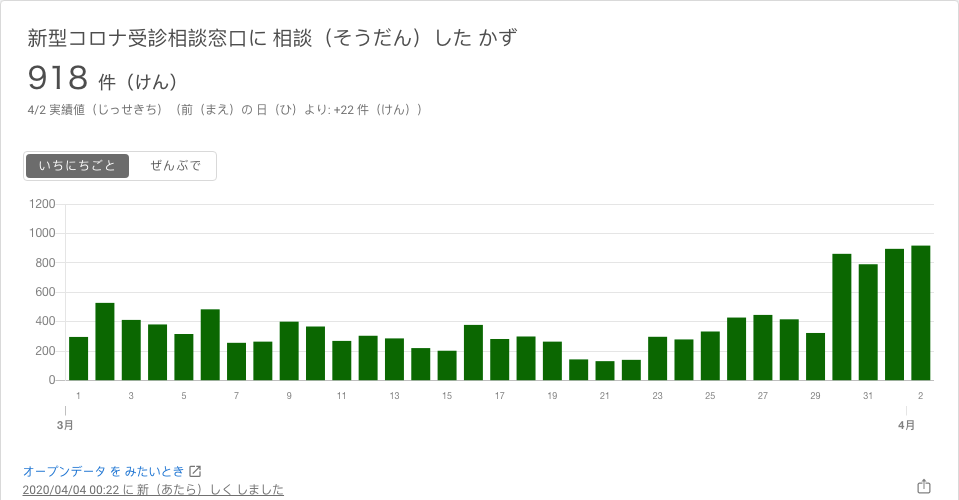 新型コロナ受診相談窓口に 相談（そうだん）した かず
918 件（けん）
4/2 実績値（じっせきち）（前（まえ）の 日（ひ）より: +22 件（けん））
いちにちごと ぜんぶで
1200
1000
800
600
400
200
0
1 3 5 7 9 11 13 15 17 19 21 23 25 27 29 31 2
3月 4月
オープンデータ を みたいとき
2020/04/04 00:22 に 新（あたら）しく しました